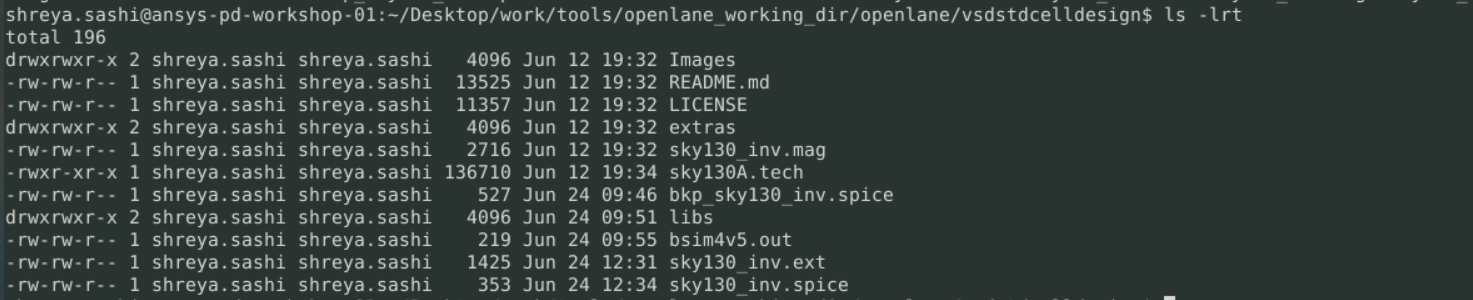 shreya.sashi@ansys-pd-workshop-01:~/Desktop/work/tools/openlane_working_dir/openlane/vsdstdcelldesign$ ls -lrt
total 196
drwxrwxr-x 2 shreya.sashi shreya.sashi   4096 Jun 12 19:32 Images
-rw-rw-r-- 1 shreya.sashi shreya.sashi  13525 Jun 12 19:32 README.md
-rw-rw-r-- 1 shreya.sashi shreya.sashi  11357 Jun 12 19:32 LICENSE
drwxrwxr-x 2 shreya.sashi shreya.sashi   4096 Jun 12 19:32 extras
-rw-rw-r-- 1 shreya.sashi shreya.sashi   2716 Jun 12 19:32 sky130_inv.mag
-rwxr-xr-x 1 shreya.sashi shreya.sashi 136710 Jun 12 19:34 sky130A.tech
-rw-rw-r-- 1 shreya.sashi shreya.sashi    527 Jun 24 09:46 bkp_sky130_inv.spice
drwxrwxr-x 2 shreya.sashi shreya.sashi   4096 Jun 24 09:51 libs
-rw-rw-r-- 1 shreya.sashi shreya.sashi    219 Jun 24 09:55 bsim4v5.out
-rw-rw-r-- 1 shreya.sashi shreya.sashi   1425 Jun 24 12:31 sky130_inv.ext
-rw-rw-r-- 1 shreya.sashi shreya.sashi    353 Jun 24 12:34 sky130_inv.spice